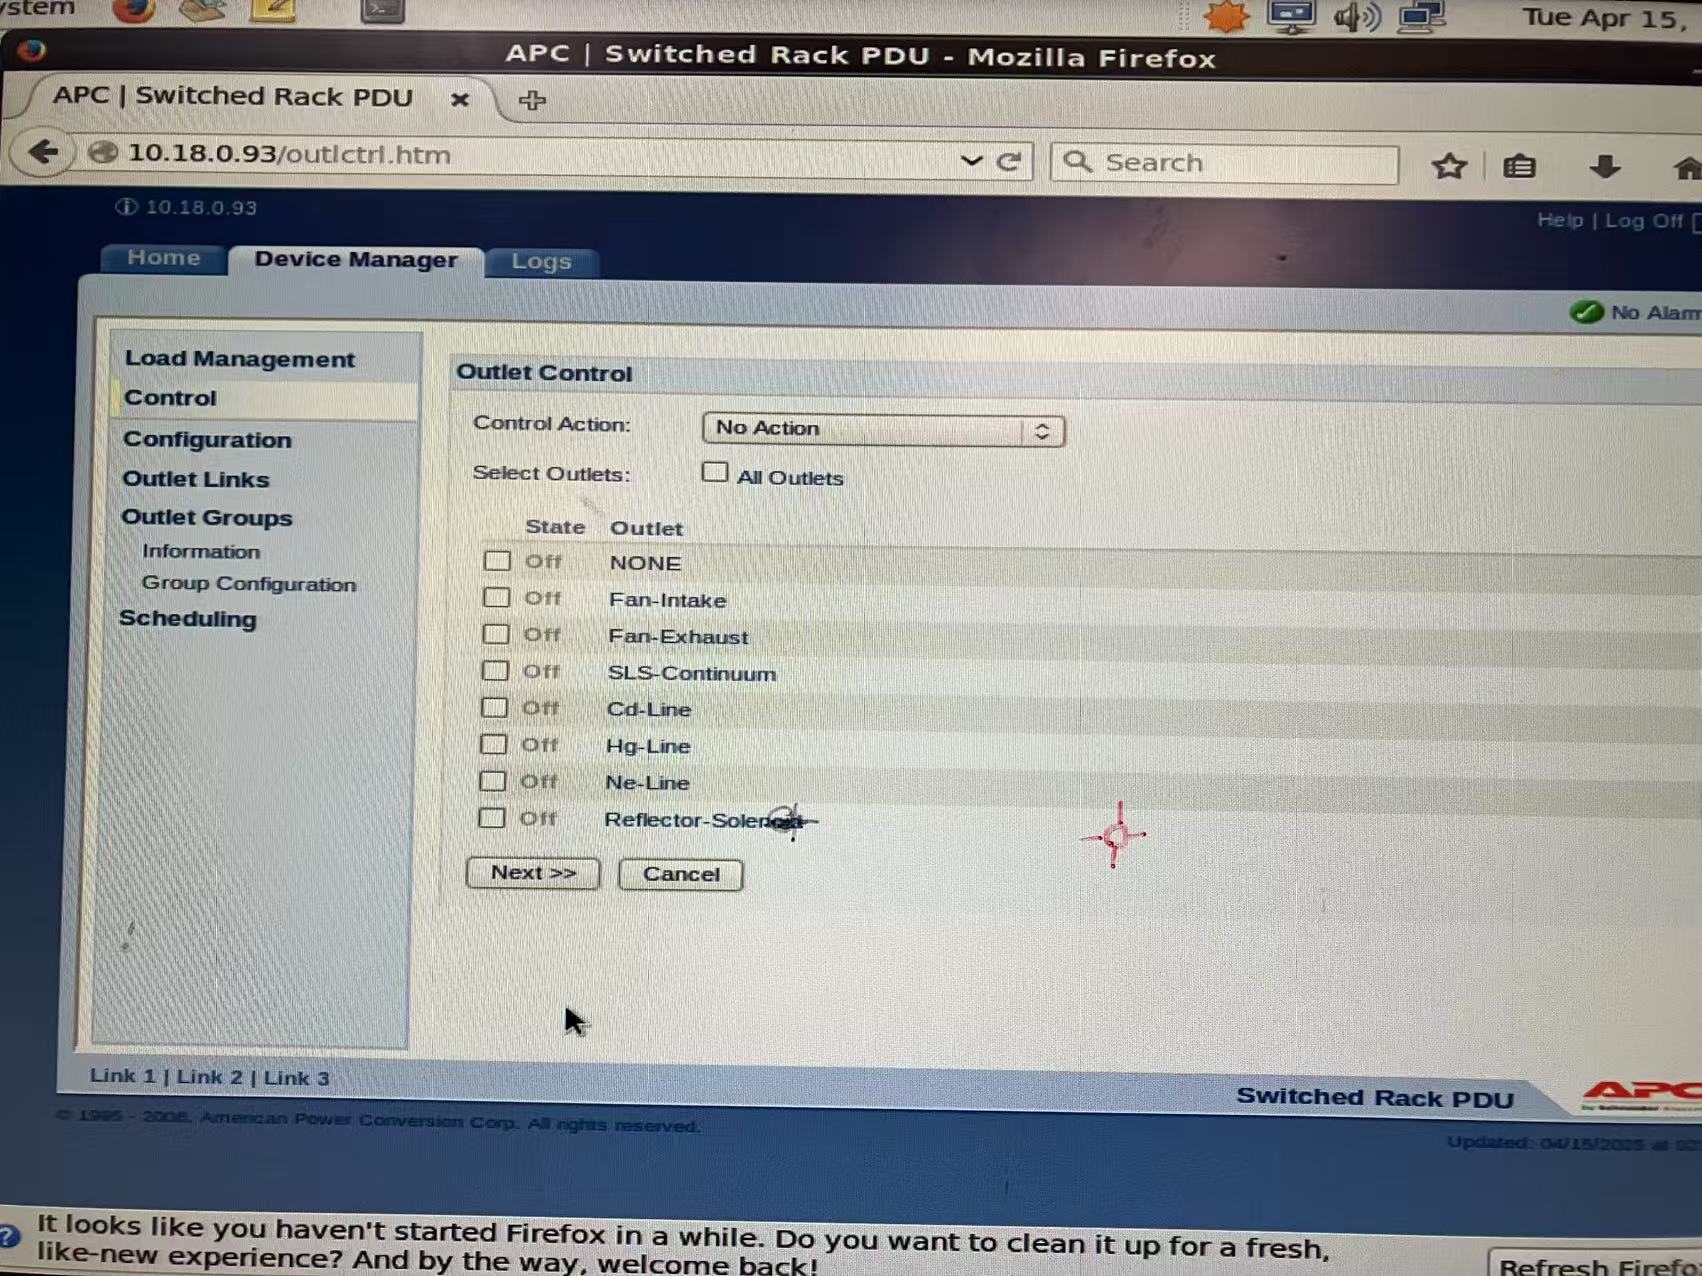 ystem
Tue Apr 15,
APC | Switched Rack PDU - Mozilla Firefox
APC | Switched Rack PDU
10.18.0.93/outlctrl.htm
Search
10.18.0.93
Help | Log Off
Home
Device Manager
Logs
No Alarm
Load Management
Control
Configuration
Outlet Links
Outlet Groups
Information
Group Configuration
Scheduling
Outlet Control
Control Action: No Action
Select Outlets: All Outlets
State Outlet
Off NONE
Off Fan-Intake
Off Fan-Exhaust
Off SLS-Continuum
Off Cd-Line
Off Hg-Line
Off Ne-Line
Off Reflector-Solenoid
Next >> Cancel
Link 1 | Link 2 | Link 3
Switched Rack PDU
APC
© 1995 - 2008, American Power Conversion Corp. All rights reserved.
Updated: 04/15/2025 at
It looks like you haven't started Firefox in a while. Do you want to clean it up for a fresh,
like-new experience? And by the way, welcome back!
Refresh Firefo